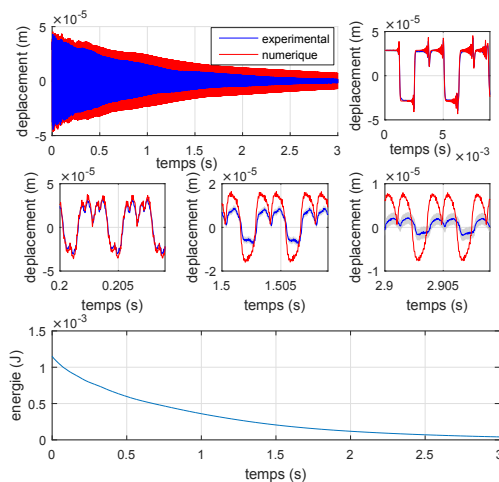 ×10⁻⁵
5
0
-5
deplacement (m)
0 0.5 1 1.5 2 2.5 3
temps (s)
experimental
numerique
×10⁻⁵
5
0
-5
deplacement (m)
0 5
temps (s)
×10⁻³
×10⁻⁵
5
0
-5
deplacement (m)
0.2 0.205
temps (s)
×10⁻⁵
2
0
-2
deplacement (m)
1.5 1.505
temps (s)
×10⁻⁵
1
0
-1
deplacement (m)
2.9 2.905
temps (s)
×10⁻³
1.5
1
0.5
0
energie (J)
0 0.5 1 1.5 2 2.5 3
temps (s)